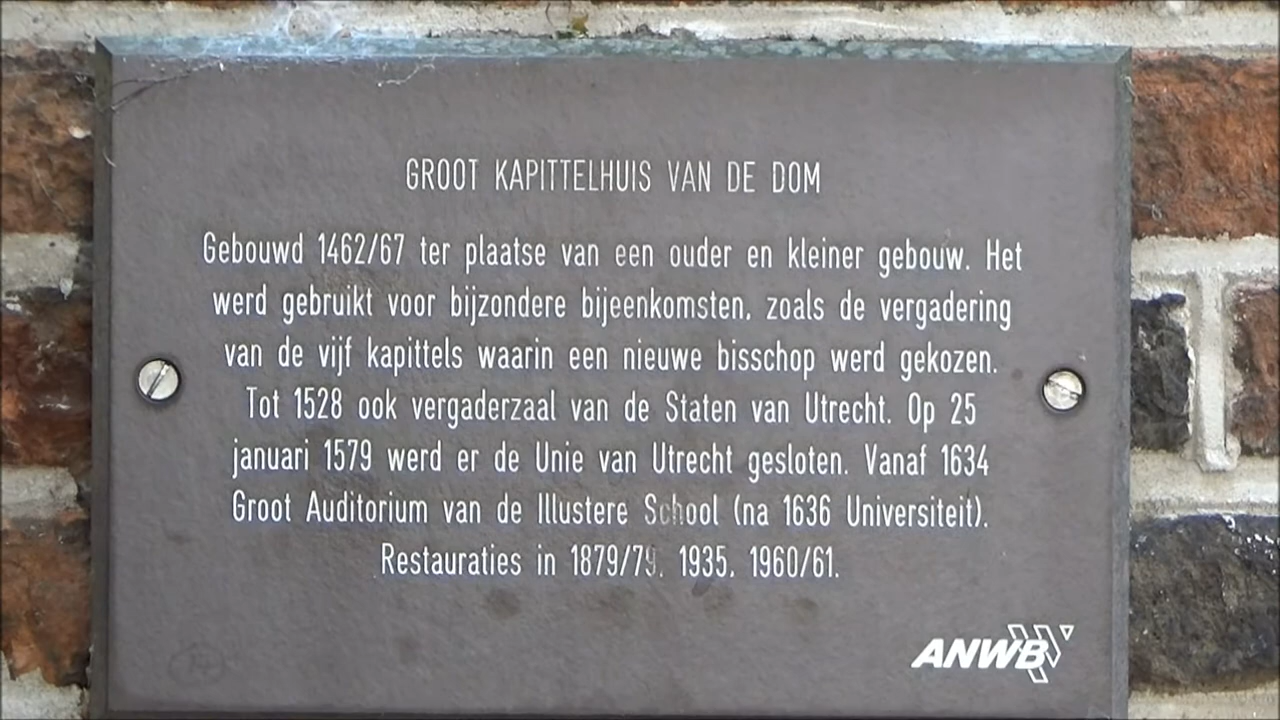 GROOT KAPITTELHUIS VAN DE DOM
Gebouwd 1462/67 ter plaatse van een ouder en kleiner gebouw. Het
werd gebruikt voor bijzondere bijeenkomsten, zoals de vergadering
van de vijf kapittels waarin een nieuwe bisschop werd gekozen.
Tot 1528 ook vergaderzaal van de Staten van Utrecht. Op 25
januari 1579 werd er de Unie van Utrecht gesloten. Vanaf 1634
Groot Auditorium van de Illustere School (na 1636 Universiteit).
Restauraties in 1879/79, 1935, 1960/61.
ANWB